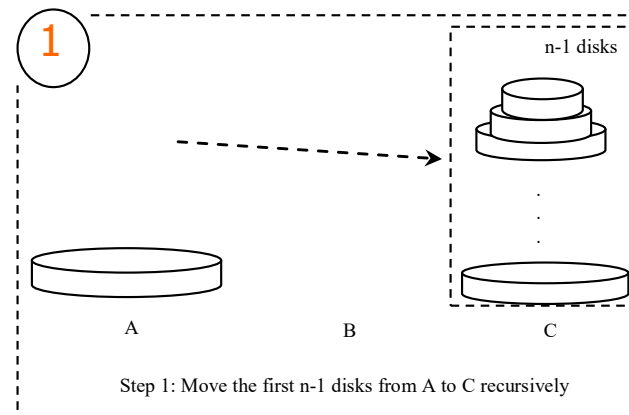 1
n-1 disks
.
.
.
A
B
C
Step 1: Move the first n-1 disks from A to C recursively